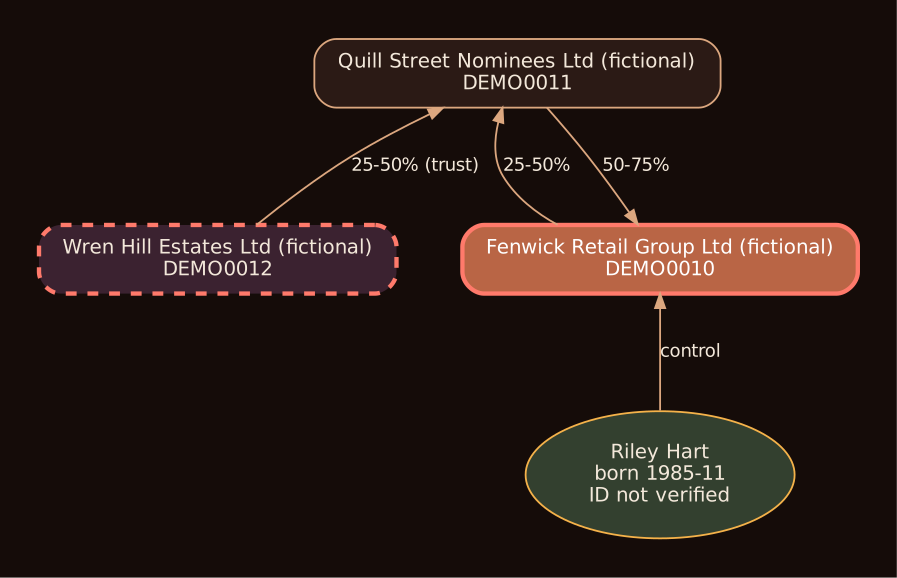 Quill Street Nominees Ltd (fictional)
DEMO0011
25-50% (trust)
25-50%
50-75%
Wren Hill Estates Ltd (fictional)
DEMO0012
Fenwick Retail Group Ltd (fictional)
DEMO0010
control
Riley Hart
born 1985-11
ID not verified